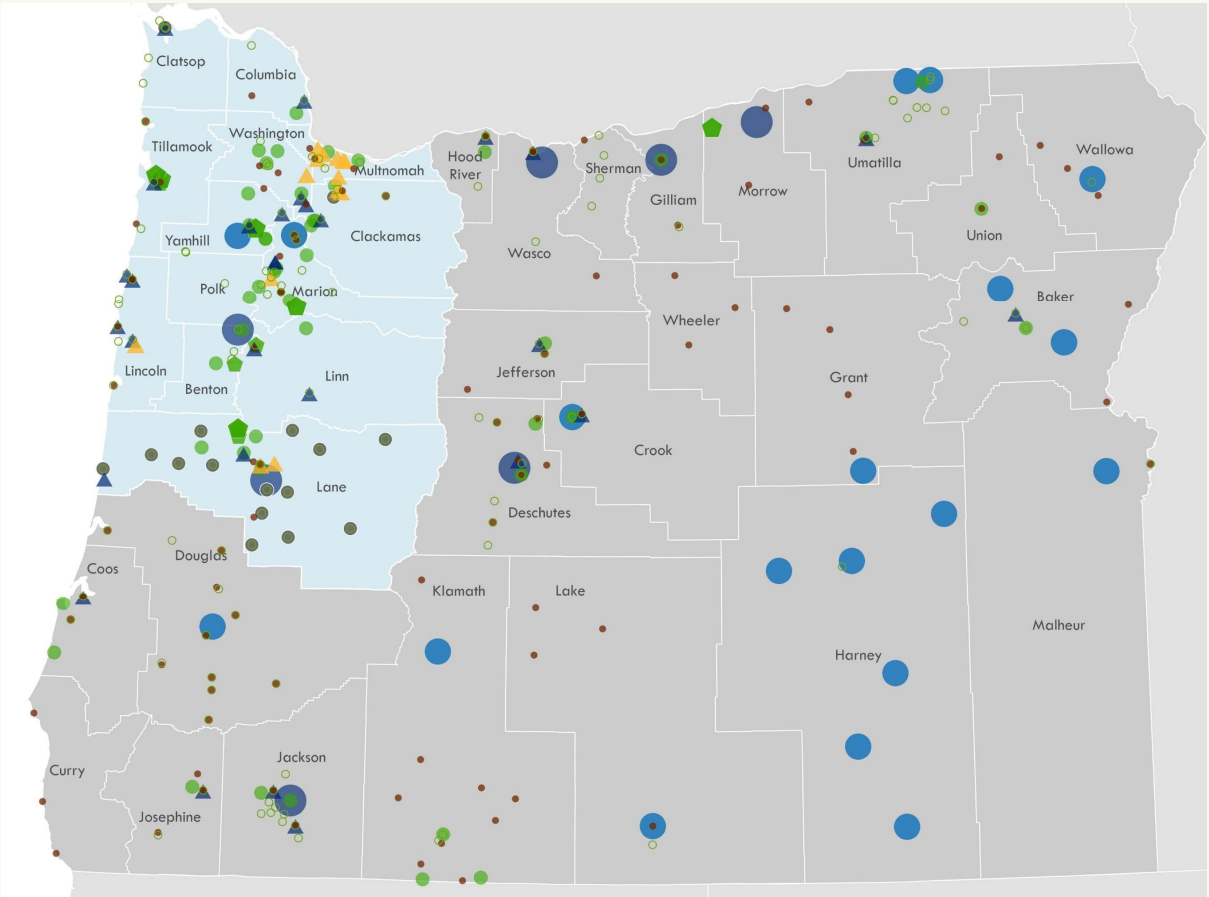 Clatsop
Columbia
Washington
Tillamook
Multnomah
Hood
River
Sherman
Gilliam
Morrow
Umatilla
Wallowa
Union
Yamhill
Clackamas
Wasco
Polk
Marion
Wheeler
Baker
Lincoln
Benton
Linn
Jefferson
Grant
Crook
Lane
Deschutes
Douglas
Coos
Klamath
Lake
Harney
Malheur
Curry
Josephine
Jackson